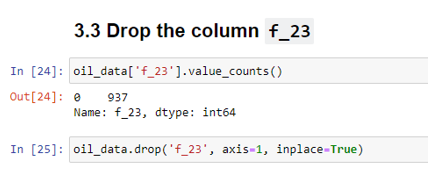 3.3 Drop the column f_23
In [24]: oil_data['f_23'].value_counts()
Out[24]: 0    937
Name: f_23, dtype: int64
In [25]: oil_data.drop('f_23', axis=1, inplace=True)